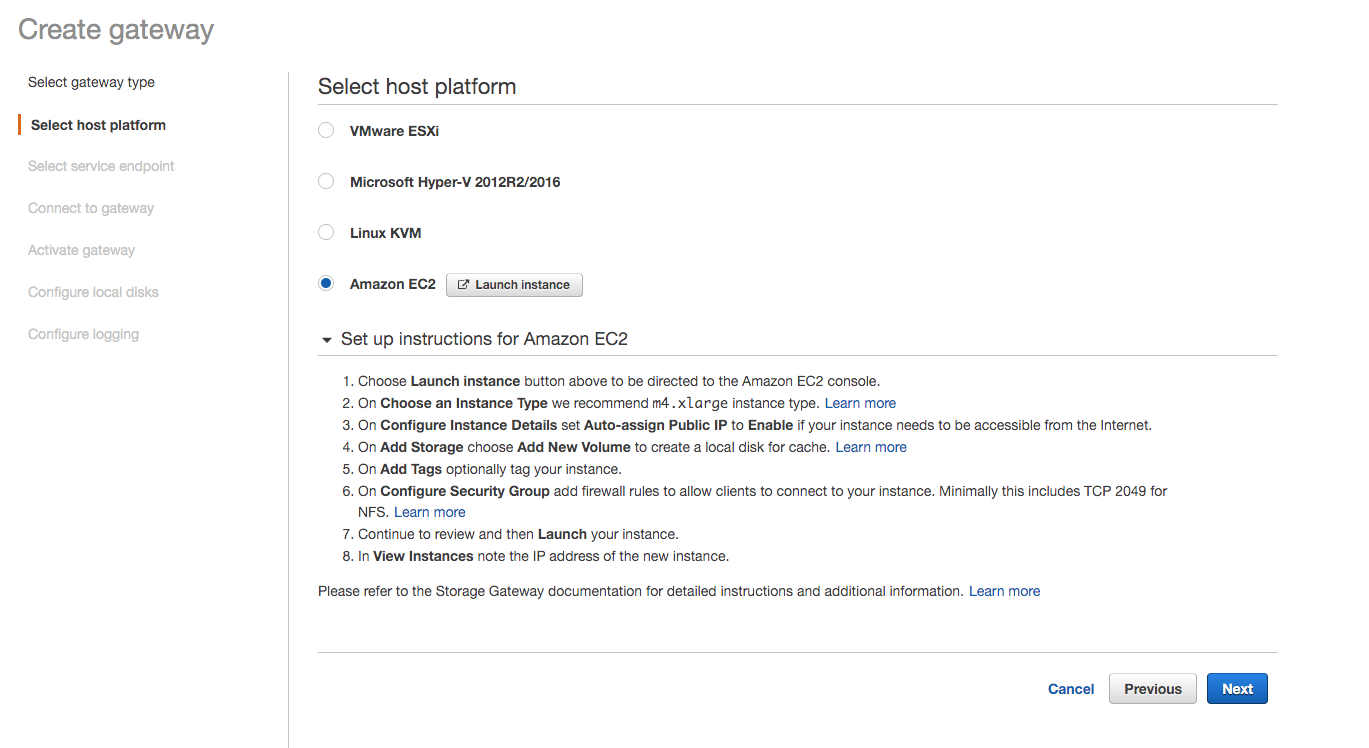 Create gateway
Select gateway type
Select host platform
Select service endpoint
Connect to gateway
Activate gateway
Configure local disks
Configure logging
Select host platform
VMware ESXi
Microsoft Hyper-V 2012R2/2016
Linux KVM
Amazon EC2 Launch instance
Set up instructions for Amazon EC2
1. Choose Launch instance button above to be directed to the Amazon EC2 console.
2. On Choose an Instance Type we recommend m4.xlarge instance type. Learn more
3. On Configure Instance Details set Auto-assign Public IP to Enable if your instance needs to be accessible from the Internet.
4. On Add Storage choose Add New Volume to create a local disk for cache. Learn more
5. On Add Tags optionally tag your instance.
6. On Configure Security Group add firewall rules to allow clients to connect to your instance. Minimally this includes TCP 2049 for
NFS. Learn more
7. Continue to review and then Launch your instance.
8. In View Instances note the IP address of the new instance.
Please refer to the Storage Gateway documentation for detailed instructions and additional information. Learn more
Cancel Previous Next